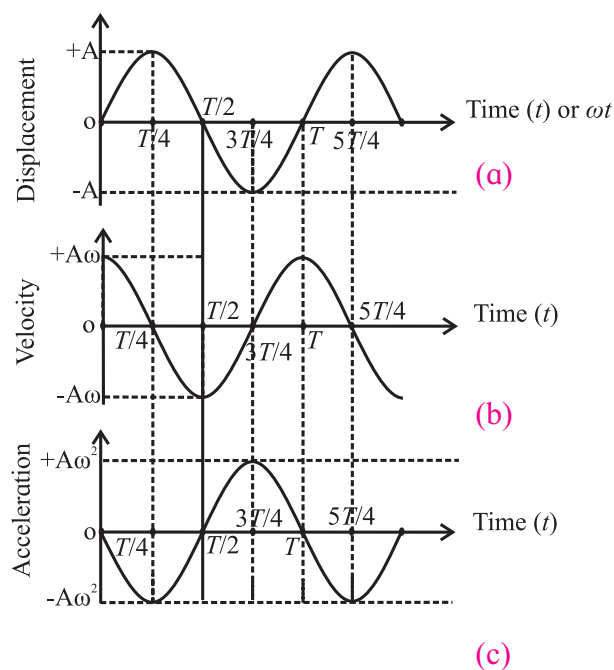 Displacement
+A
o
-A
T/4
T/2
3T/4
T
5T/4
Time (t) or ωt
(a)
Velocity
+Aω
o
-Aω
T/4
T/2
3T/4
T
5T/4
Time (t)
(b)
Acceleration
+Aω²
o
-Aω²
T/4
T/2
3T/4
T
5T/4
Time (t)
(c)